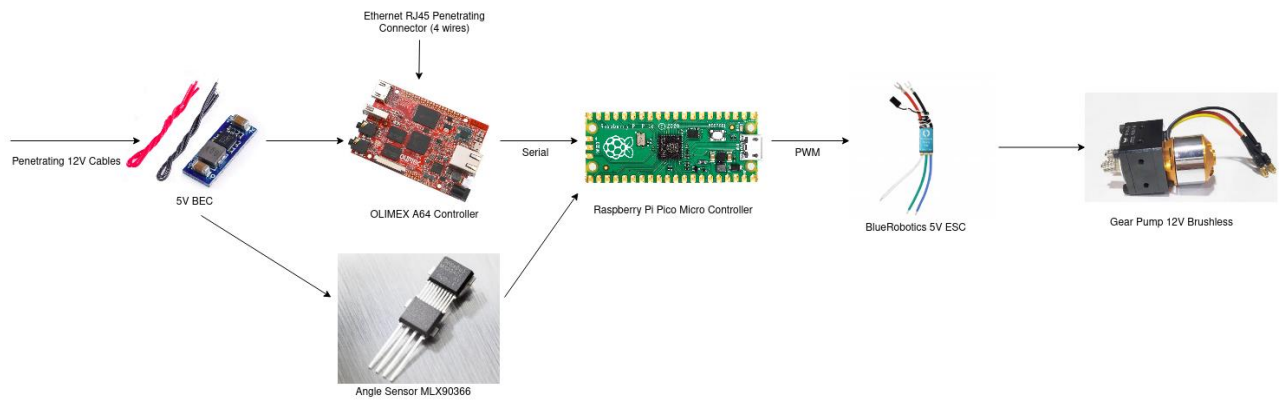 Ethernet RJ45 Penetrating
Connector (4 wires)
Penetrating 12V Cables
5V BEC
OLIMEX A64 Controller
Serial
Raspberry Pi Pico Micro Controller
PWM
BlueRobotics 5V ESC
Gear Pump 12V Brushless
Angle Sensor MLX90366